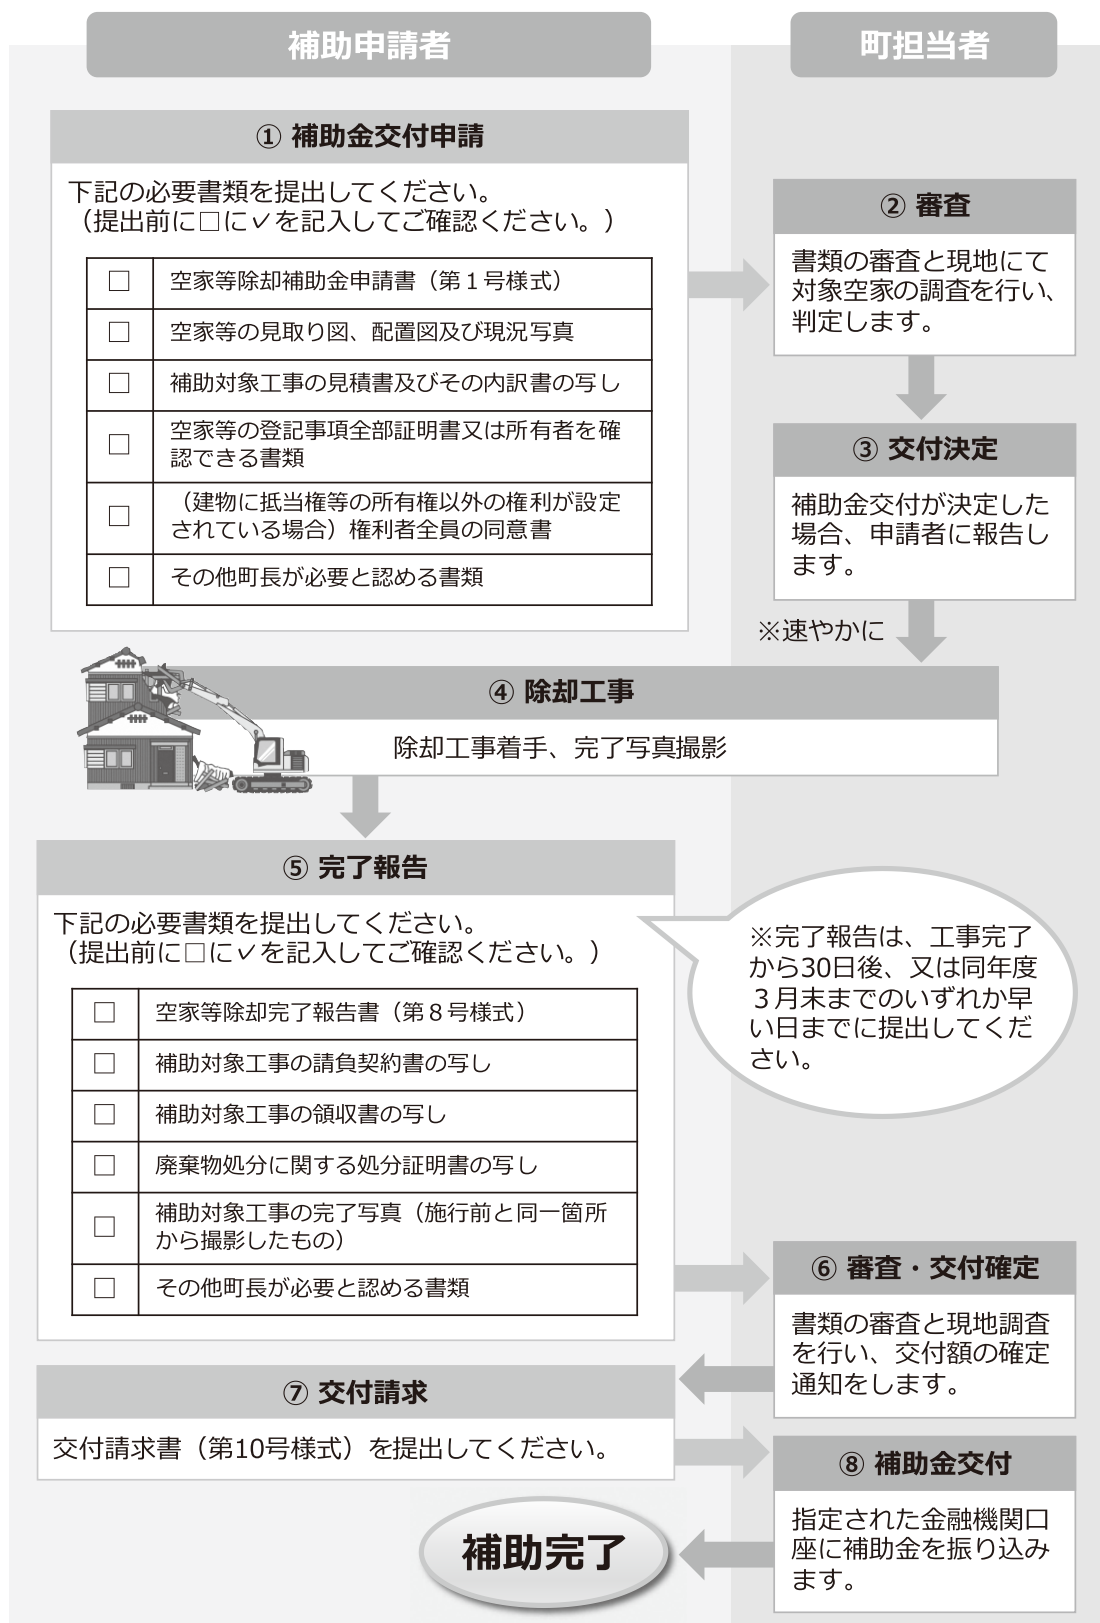 補助申請者
町担当者
① 補助金交付申請
下記の必要書類を提出してください。
（提出前に□に✓を記入してご確認ください。）
□ 空家等除却補助金申請書（第１号様式）
□ 空家等の見取り図、配置図及び現況写真
□ 補助対象工事の見積書及びその内訳書の写し
□ 空家等の登記事項全部証明書又は所有者を確
認できる書類
□ （建物に抵当権等の所有権以外の権利が設定
されている場合）権利者全員の同意書
□ その他町長が必要と認める書類
② 審査
書類の審査と現地にて
対象空家の調査を行い、
判定します。
③ 交付決定
補助金交付が決定した
場合、申請者に報告し
ます。
※速やかに
④ 除却工事
除却工事着手、完了写真撮影
⑤ 完了報告
下記の必要書類を提出してください。
（提出前に□に✓を記入してご確認ください。）
□ 空家等除却完了報告書（第８号様式）
□ 補助対象工事の請負契約書の写し
□ 補助対象工事の領収書の写し
□ 廃棄物処分に関する処分証明書の写し
□ 補助対象工事の完了写真（施行前と同一箇所
から撮影したもの）
□ その他町長が必要と認める書類
※完了報告は、工事完了
から30日後、又は同年度
３月末までのいずれか早
い日までに提出してくだ
さい。
⑥ 審査・交付確定
書類の審査と現地調査
を行い、交付額の確定
通知をします。
⑦ 交付請求
交付請求書（第10号様式）を提出してください。
⑧ 補助金交付
指定された金融機関口
座に補助金を振り込み
ます。
補助完了